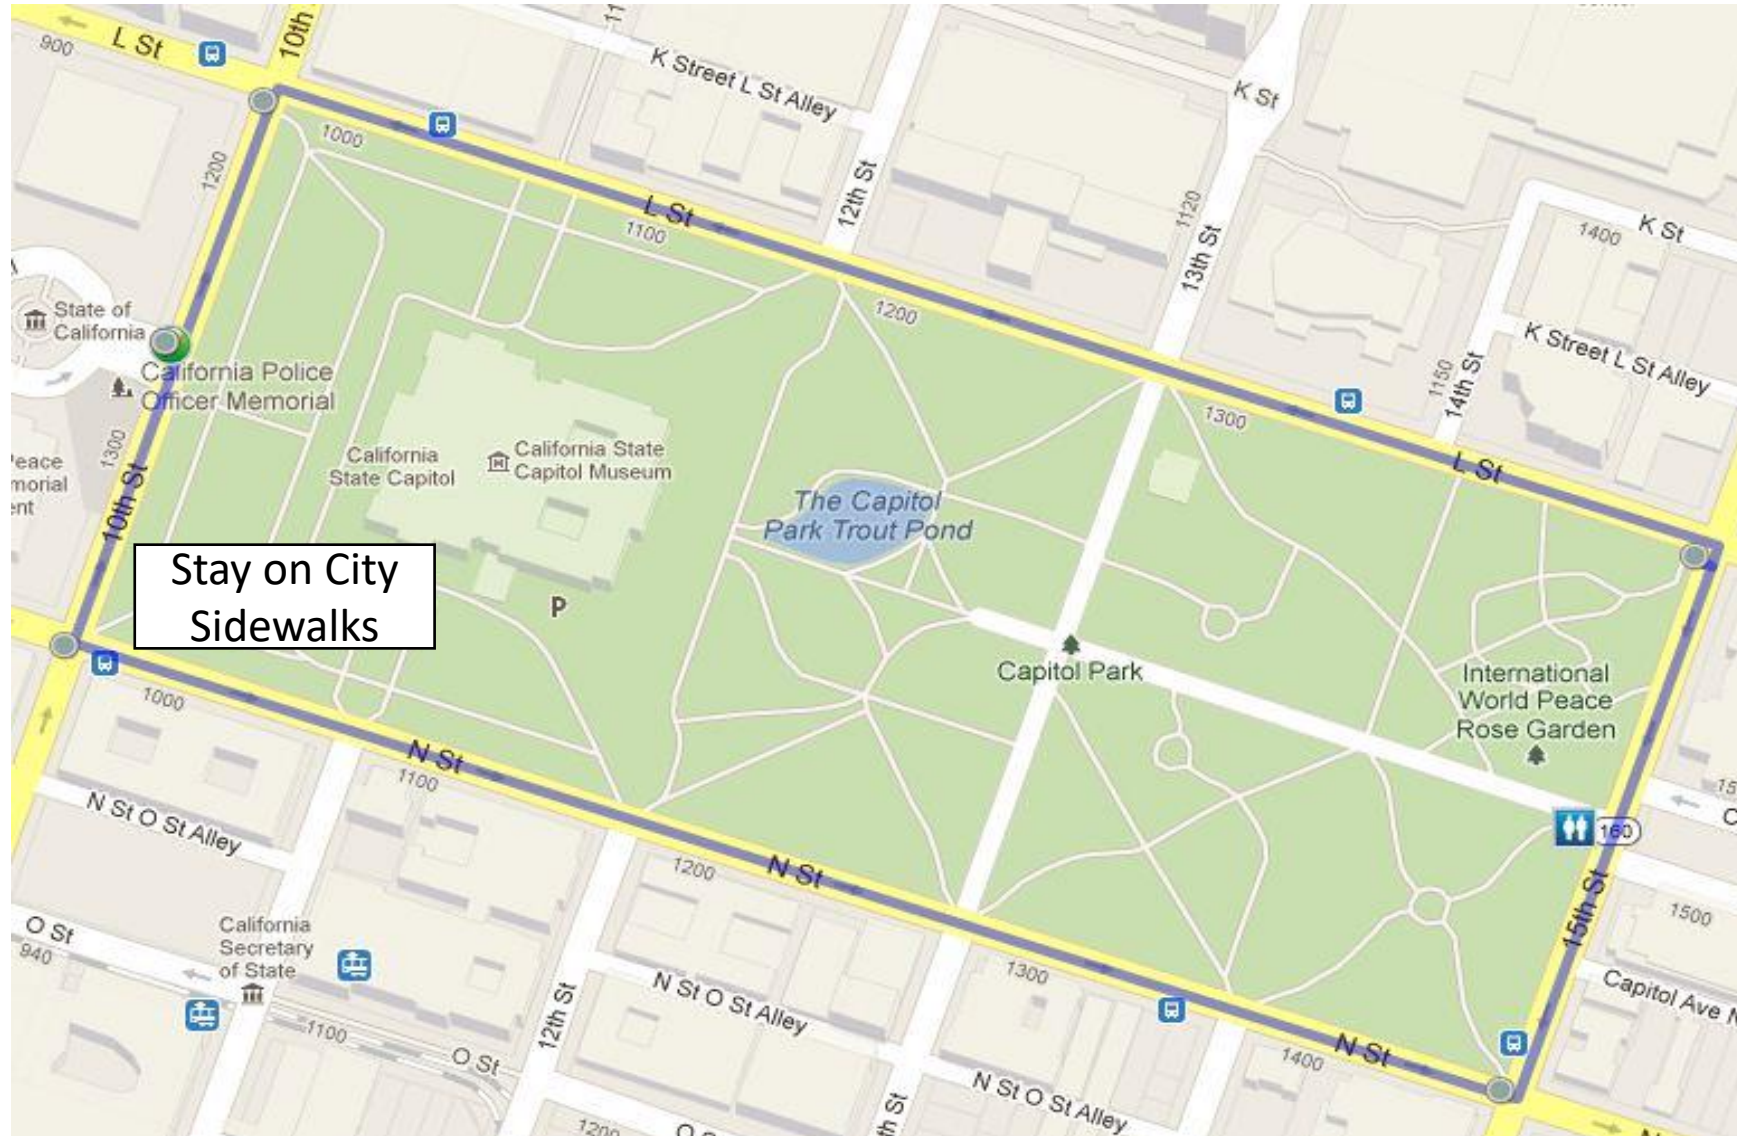 L St
900
10th
11
K Street L St Alley
K St
1000
1200
12th St
1120
13th St
L St
1100
K St
1400
1200
State of
California
California Police
Officer Memorial
K Street L St Alley
1150
14th St
1300
1300
10th St
California
State Capitol
California State
Capitol Museum
L St
The Capitol
Park Trout Pond
Stay on City
Sidewalks
P
Capitol Park
International
World Peace
Rose Garden
1000
N St
1100
N St O St Alley
160
1200
N St
15th St
1500
O St
940
California
Secretary
of State
N St O St Alley
1300
Capitol Ave
12th St
1100
O St
N St
1400
N St O St Alley
1200